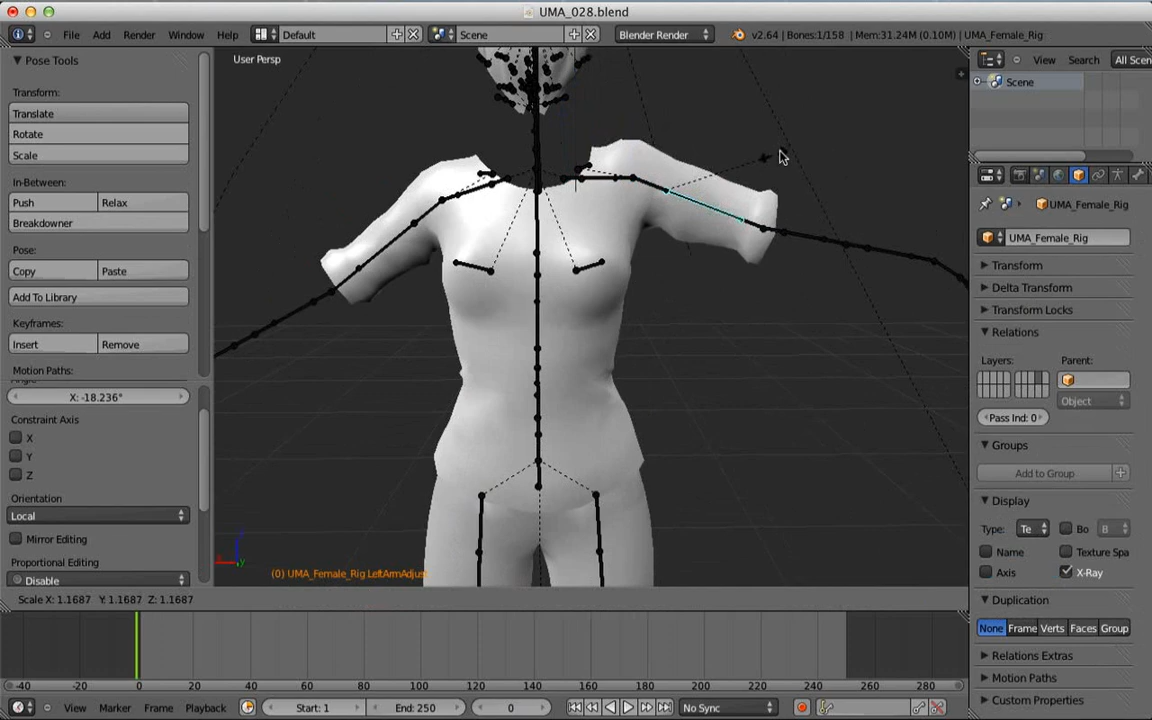 UMA_028.blend
File Add Render Window Help Default Scene Blender Render v2.64 | Bones:1/158 | Mem:31.24M (0.10M) | UMA_Female_Rig
Pose Tools
Transform:
Translate
Rotate
Scale
In-Between:
Push Relax
Breakdowner
Pose:
Copy Paste
Add To Library
Keyframes:
Insert Remove
Motion Paths:
X: -18.236°
Constraint Axis
X
Y
Z
Orientation
Local
Mirror Editing
Proportional Editing
Disable
User Persp
(0) UMA_Female_Rig LeftArmAdjust
Scale X: 1.1687 Y: 1.1687 Z: 1.1687
View Search All Scen
Scene
UMA_Female_Rig
UMA_Female_Rig
Transform
Delta Transform
Transform Locks
Relations
Layers: Parent:
Object
Pass Ind: 0
Groups
Add to Group
Display
Type: Te Bo B
Name Texture Spa
Axis X-Ray
Duplication
None Frame Verts Faces Group
Relations Extras
Motion Paths
Custom Properties
-40 -20 0 20 40 60 80 100 120 140 160 180 200 220 240 260 280
View Marker Frame Playback Start: 1 End: 250 0 No Sync